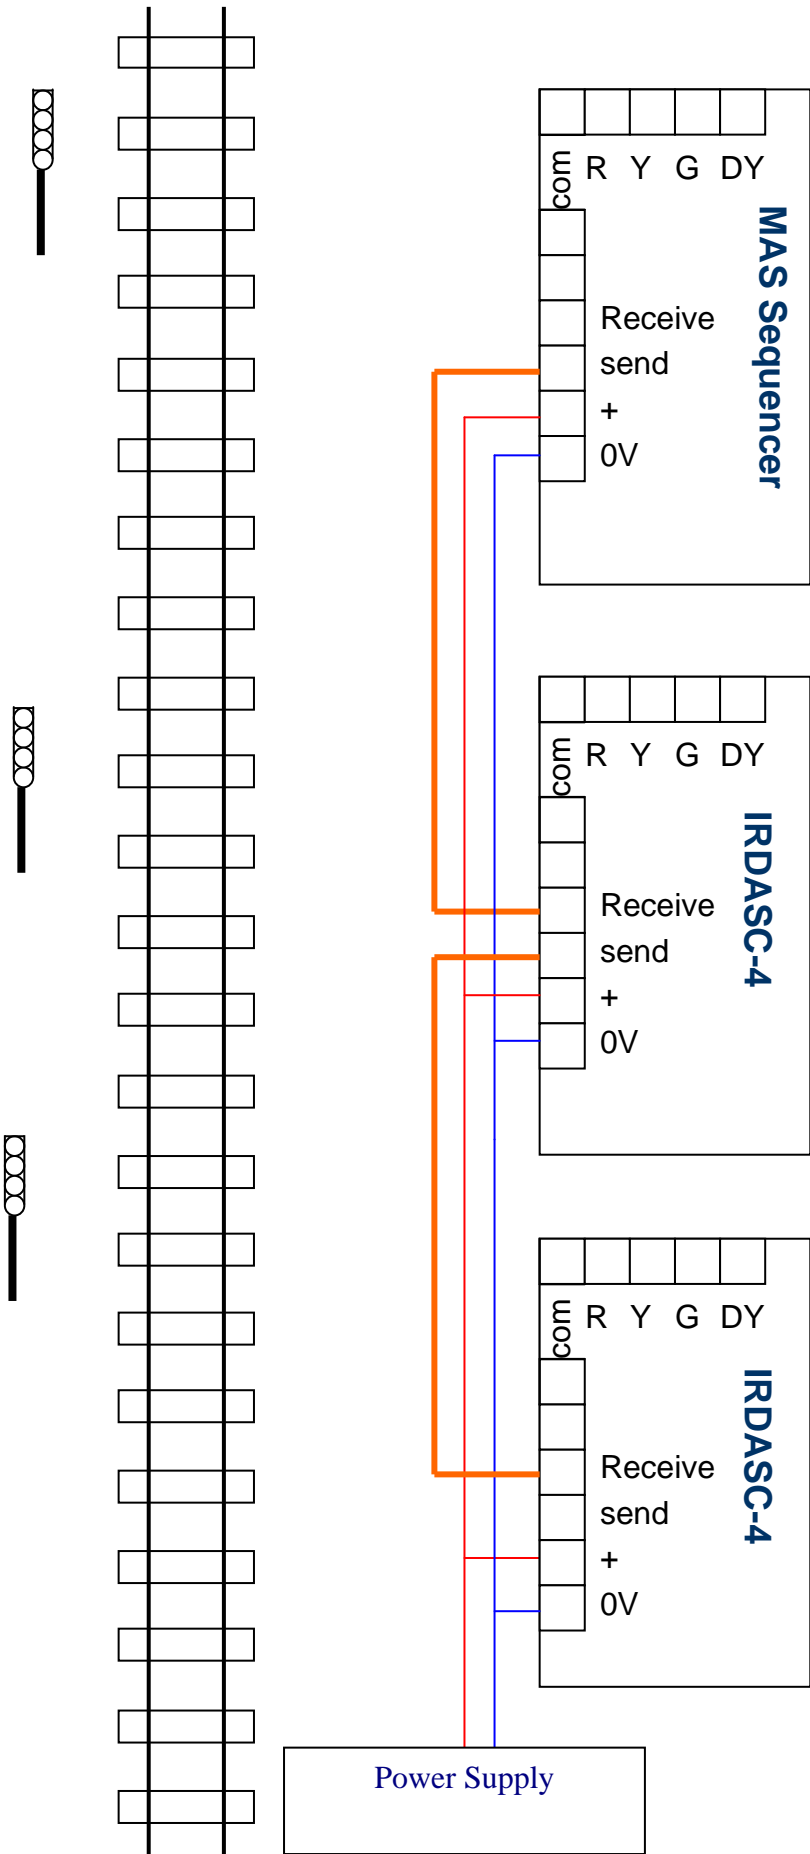 com
R Y G DY
MAS Sequencer
Receive
send
+
0V
com
R Y G DY
IRDASC-4
Receive
send
+
0V
com
R Y G DY
IRDASC-4
Receive
send
+
0V
Power Supply